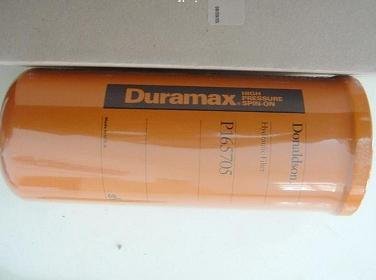 Duramax
HIGH
PRESSURE
SPIN-ON
Donaldson
Hydraulic Filter
P165705